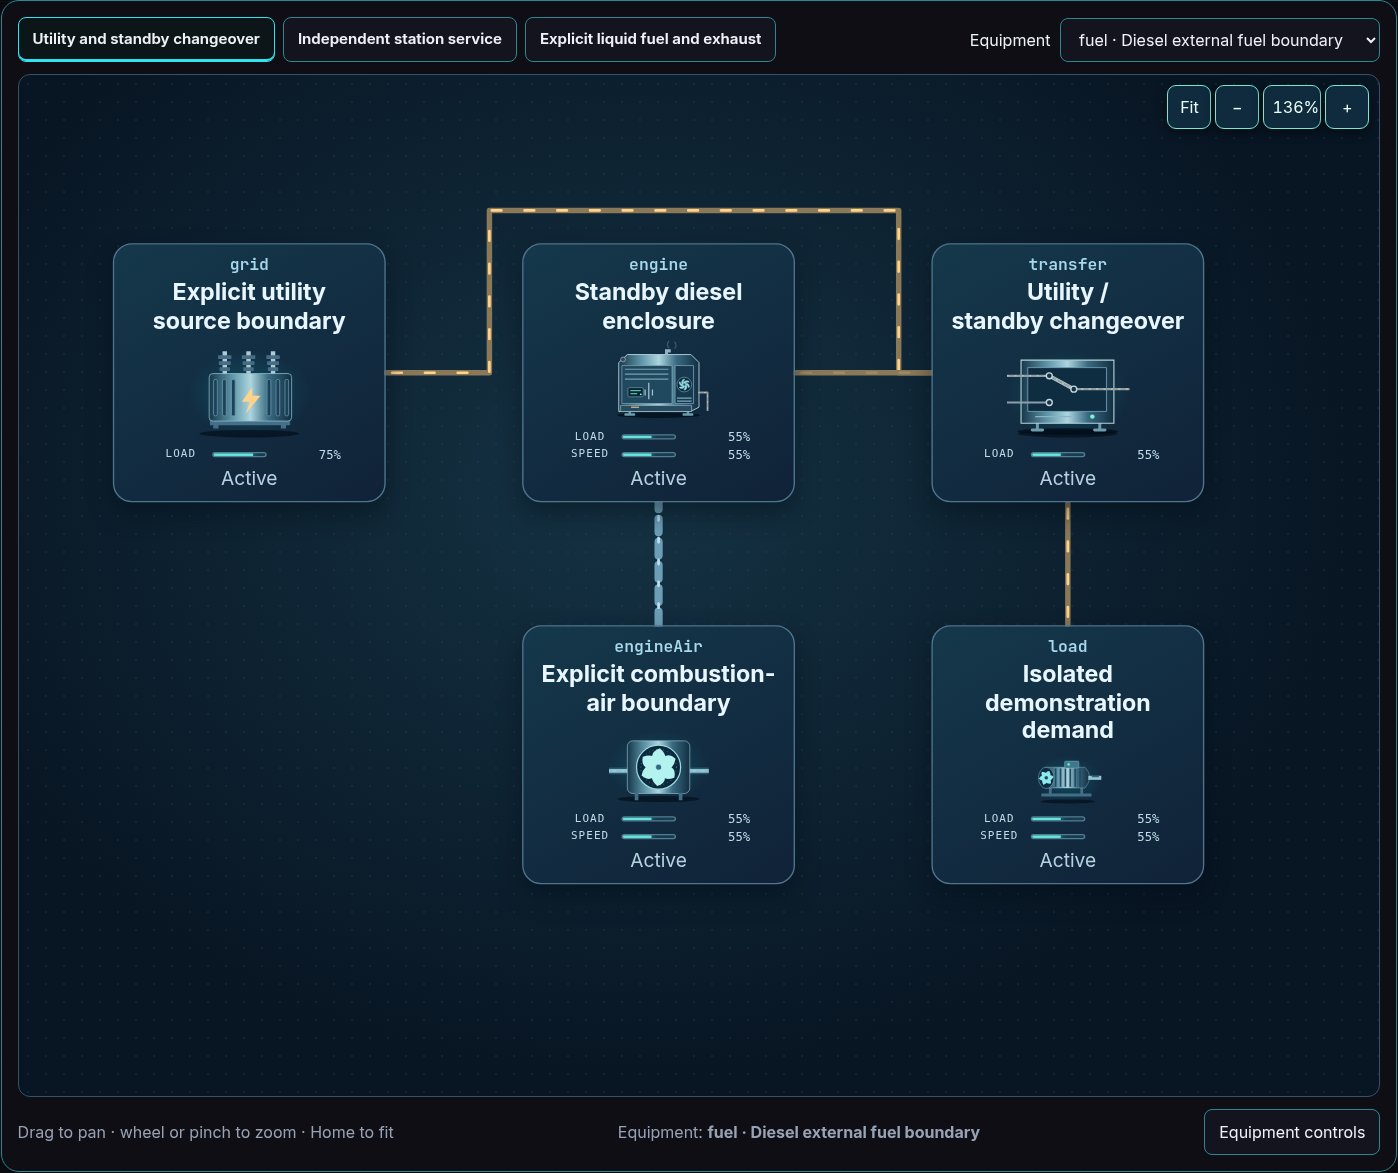 Utility and standby changeover
Independent station service
Explicit liquid fuel and exhaust
Equipment
fuel · Diesel external fuel boundary
Fit
−
136%
+
grid
Explicit utility
source boundary
LOAD
75%
Active
engine
Standby diesel
enclosure
LOAD
55%
SPEED
55%
Active
transfer
Utility /
standby changeover
LOAD
55%
Active
engineAir
Explicit combustion-
air boundary
LOAD
55%
SPEED
55%
Active
load
Isolated
demonstration
demand
LOAD
55%
SPEED
55%
Active
Drag to pan · wheel or pinch to zoom · Home to fit
Equipment: fuel · Diesel external fuel boundary
Equipment controls